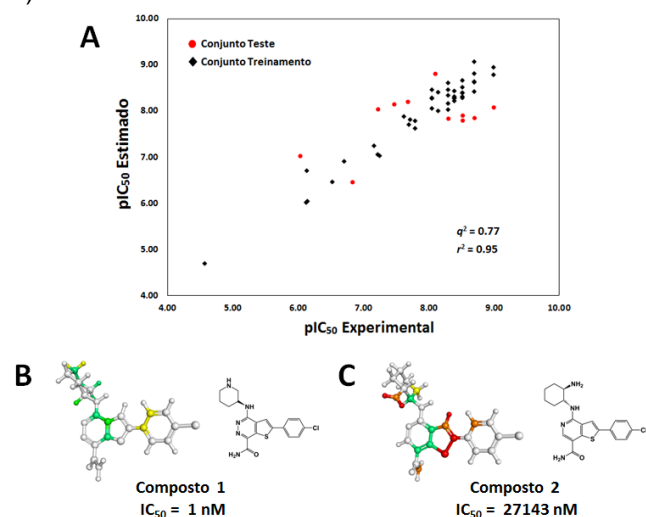 )
A
Conjunto Teste
Conjunto Treinamento
10.00
9.00
8.00
7.00
6.00
5.00
4.00
pIC50 Estimado
q² = 0.77
r² = 0.95
4.00 5.00 6.00 7.00 8.00 9.00 10.00
pIC50 Experimental
B
H
N
NH
N
N
S
Cl
H2N
O
Composto 1
IC50 = 1 nM
C
NH2
NH
N
S
Cl
H2N
O
Composto 2
IC50 = 27143 nM